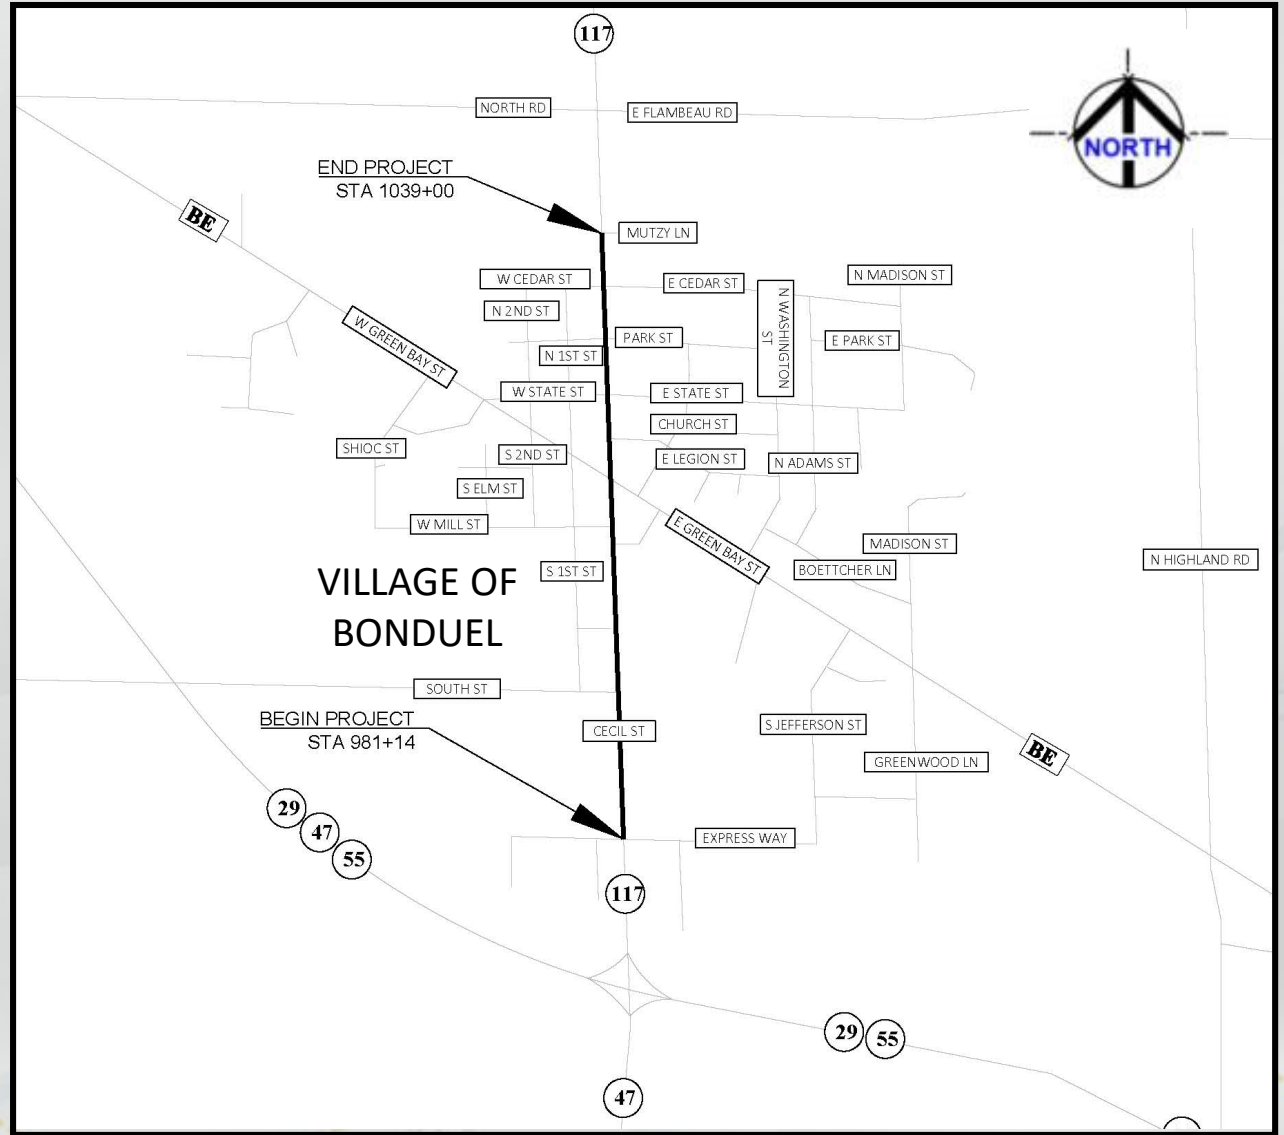 117
NORTH RD
E FLAMBEAU RD
NORTH
END PROJECT
STA 1039+00
BE
MUTZY LN
W CEDAR ST
E CEDAR ST
N MADISON ST
N 2ND ST
N WASHINGTON
ST
W GREEN BAY ST
PARK ST
E PARK ST
N 1ST ST
W STATE ST
E STATE ST
CHURCH ST
SHIOC ST
S 2ND ST
E LEGION ST
N ADAMS ST
S ELM ST
W MILL ST
E GREEN BAY ST
MADISON ST
N HIGHLAND RD
S 1ST ST
BOETTCHER LN
VILLAGE OF
BONDUEL
SOUTH ST
BEGIN PROJECT
STA 981+14
CECIL ST
S JEFFERSON ST
BE
GREENWOOD LN
29
47
55
EXPRESS WAY
117
29
55
47